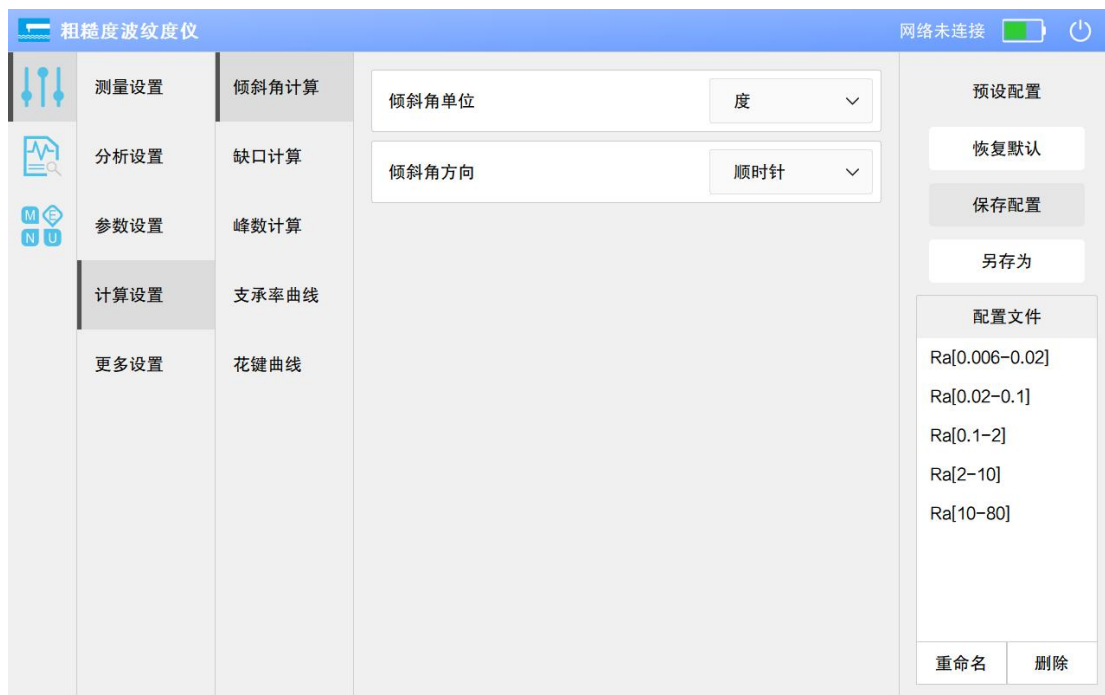 粗糙度波纹度仪
网络未连接
测量设置
分析设置
参数设置
计算设置
更多设置
倾斜角计算
缺口计算
峰数计算
支承率曲线
花键曲线
倾斜角单位 度
倾斜角方向 顺时针
预设配置
恢复默认
保存配置
另存为
配置文件
Ra[0.006-0.02]
Ra[0.02-0.1]
Ra[0.1-2]
Ra[2-10]
Ra[10-80]
重命名 删除
M E
N U